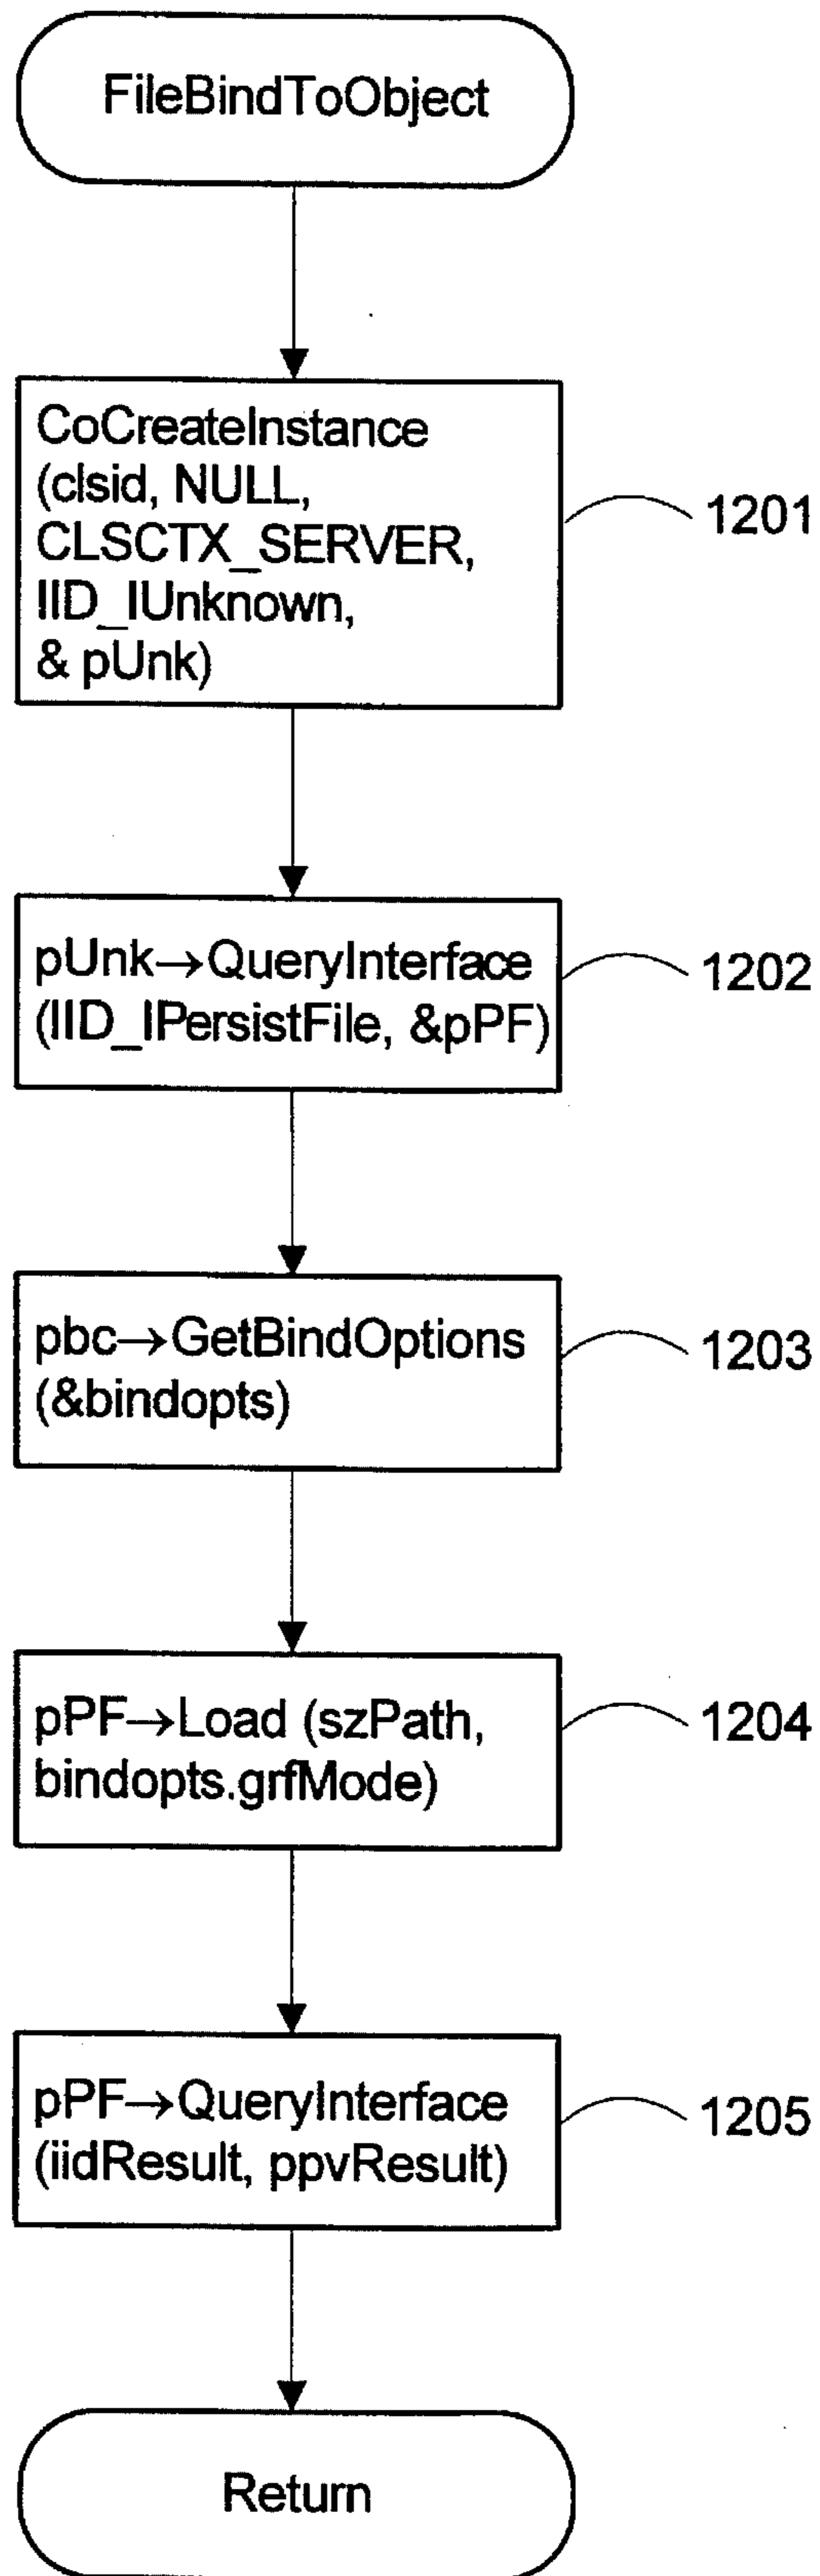 FileBindToObject
CoCreateInstance
(clsid, NULL,
CLSCTX_SERVER,
IID_IUnknown,
& pUnk)
1201
pUnk→QueryInterface
(IID_IPersistFile, &pPF)
1202
pbc→GetBindOptions
(&bindopts)
1203
pPF→Load (szPath,
bindopts.grfMode)
1204
pPF→QueryInterface
(iidResult, ppvResult)
1205
Return